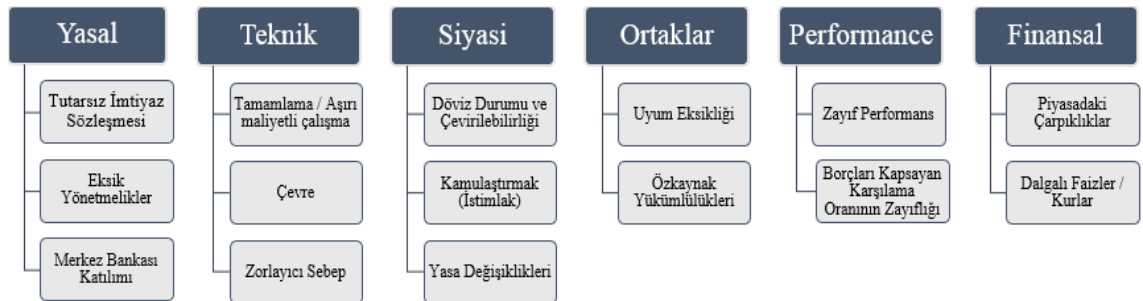 Yasal
Tutarsız İmtiyaz
Sözleşmesi
Eksik
Yönetmelikler
Merkez Bankası
Katılımı
Teknik
Tamamlama / Aşırı
maliyetli çalışma
Çevre
Zorlayıcı Sebep
Siyasi
Döviz Durumu ve
Çevirilebilirliği
Kamulaştırmak
(İstimlak)
Yasa Değişiklikleri
Ortaklar
Uyum Eksikliği
Özkaynak
Yükümlülükleri
Performance
Zayıf Performans
Borçları Kapsayan
Karşılama
Oranının Zayıflığı
Finansal
Piyasadaki
Çarpıklıklar
Dalgalı Faizler /
Kurlar